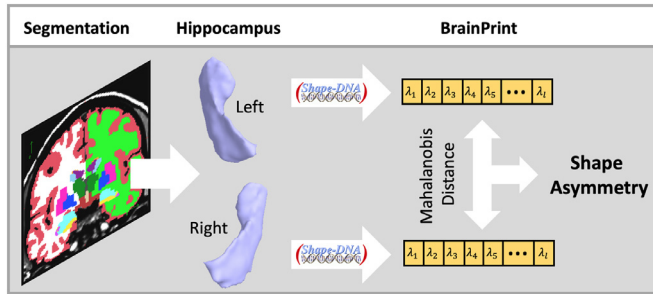 Segmentation Hippocampus BrainPrint
Left
(Shape-DNA)
λ1 λ2 λ3 λ4 λ5 ••• λl
Mahalanobis
Distance
Shape
Asymmetry
Right
(Shape-DNA)
λ1 λ2 λ3 λ4 λ5 ••• λl